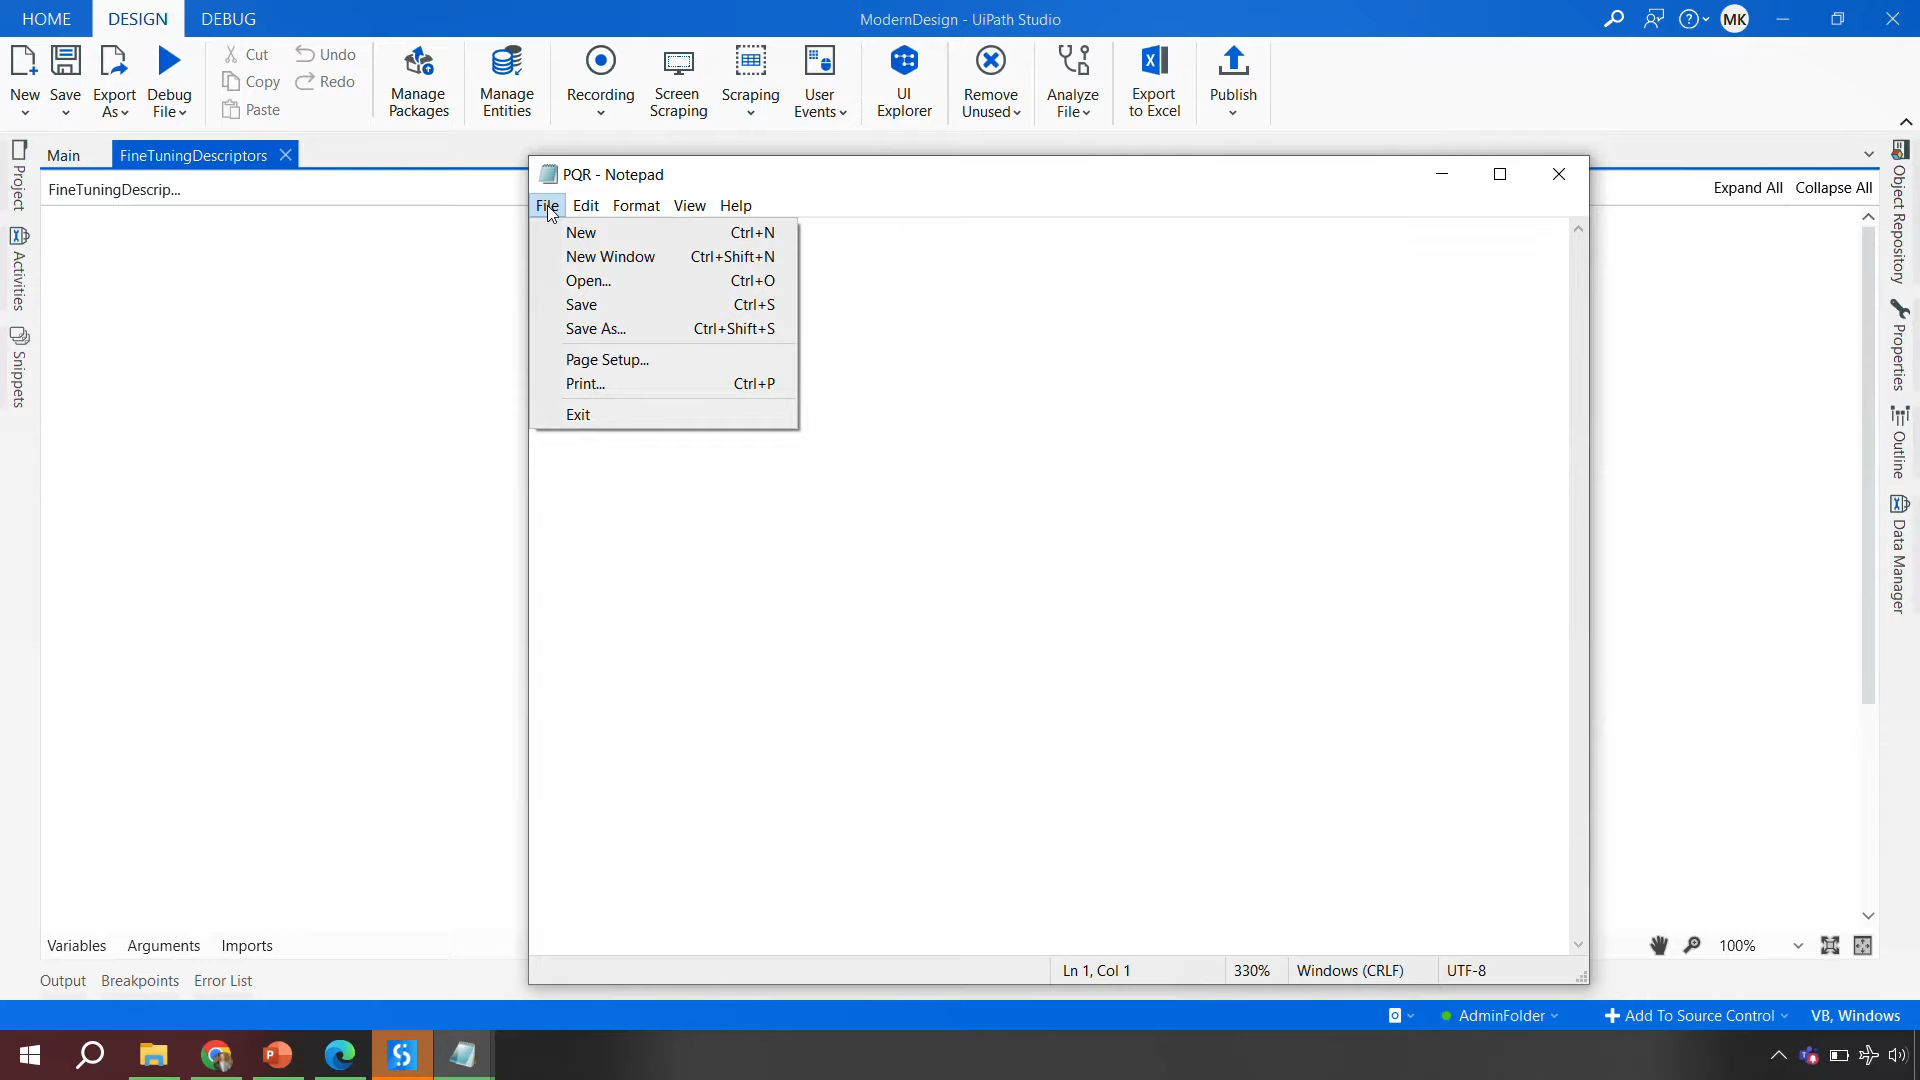 HOME DESIGN DEBUG ModernDesign - UiPath Studio MK
New Save Export As Debug File Cut Copy Paste Undo Redo Manage Packages Manage Entities Recording Screen Scraping Scraping User Events UI Explorer Remove Unused Analyze File Export to Excel Publish
Main FineTuningDescriptors
FineTuningDescrip... Expand All Collapse All
Project
Activities
Snippets
PQR - Notepad
File Edit Format View Help
New Ctrl+N
New Window Ctrl+Shift+N
Open... Ctrl+O
Save Ctrl+S
Save As... Ctrl+Shift+S
Page Setup...
Print... Ctrl+P
Exit
Ln 1, Col 1 330% Windows (CRLF) UTF-8
Object Repository
Properties
Outline
Data Manager
Variables Arguments Imports 100%
Output Breakpoints Error List
AdminFolder Add To Source Control VB, Windows